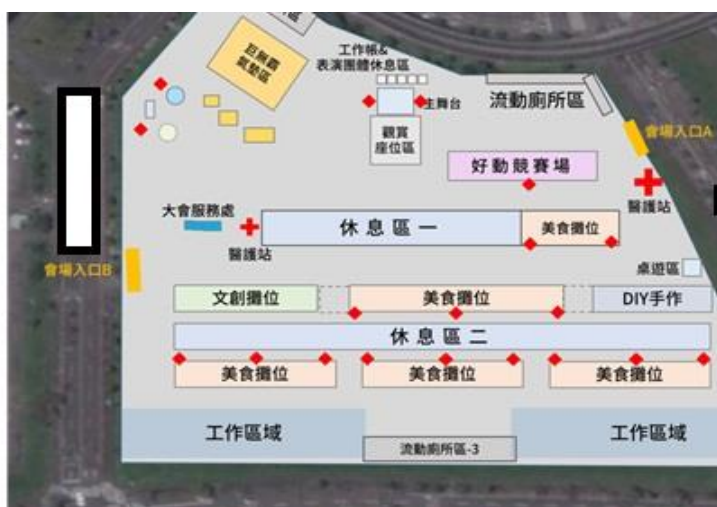 區
巨無霸
氣墊區
工作帳&
表演團體休息區
主舞台
觀賞
座位區
流動廁所區
會場入口A
好動競賽場
醫護站
大會服務處
醫護站
休息區一
美食攤位
桌遊區
會場入口B
文創攤位
美食攤位
DIY手作
休息區二
美食攤位
美食攤位
美食攤位
工作區域
流動廁所區-3
工作區域